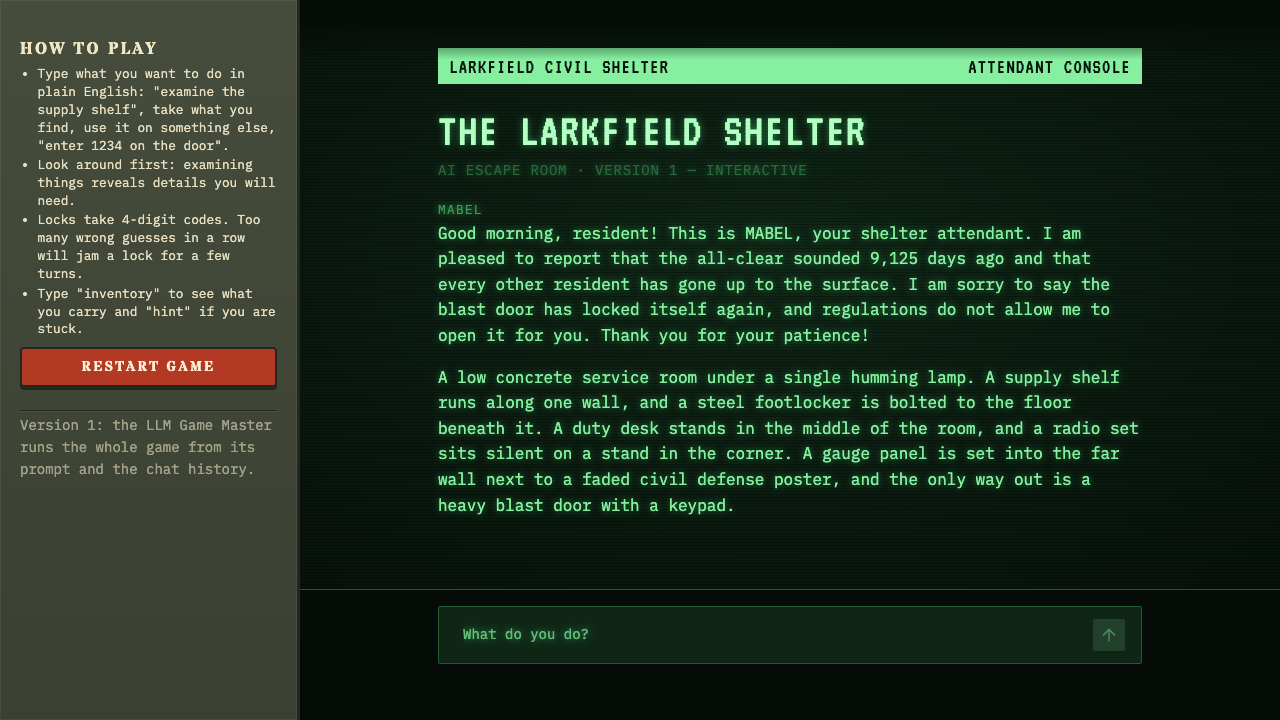 HOW TO PLAY
• Type what you want to do in
plain English: "examine the
supply shelf", take what you
find, use it on something else,
"enter 1234 on the door".
• Look around first: examining
things reveals details you will
need.
• Locks take 4-digit codes. Too
many wrong guesses in a row
will jam a lock for a few
turns.
• Type "inventory" to see what
you carry and "hint" if you are
stuck.
RESTART GAME
Version 1: the LLM Game Master
runs the whole game from its
prompt and the chat history.
LARKFIELD CIVIL SHELTER ATTENDANT CONSOLE
THE LARKFIELD SHELTER
AI ESCAPE ROOM · VERSION 1 — INTERACTIVE
MABEL
Good morning, resident! This is MABEL, your shelter attendant. I am
pleased to report that the all-clear sounded 9,125 days ago and that
every other resident has gone up to the surface. I am sorry to say the
blast door has locked itself again, and regulations do not allow me to
open it for you. Thank you for your patience!
A low concrete service room under a single humming lamp. A supply shelf
runs along one wall, and a steel footlocker is bolted to the floor
beneath it. A duty desk stands in the middle of the room, and a radio set
sits silent on a stand in the corner. A gauge panel is set into the far
wall next to a faded civil defense poster, and the only way out is a
heavy blast door with a keypad.
What do you do?